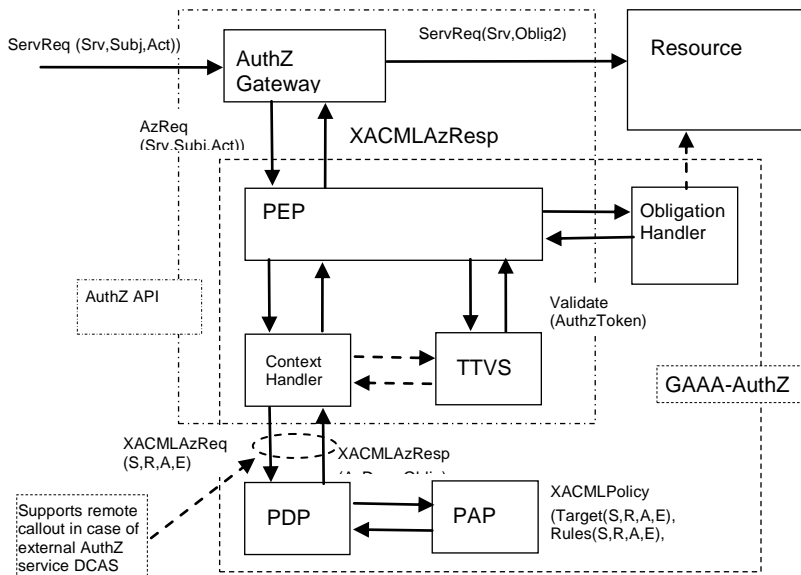 ServReq (Srv,Subj,Act))
AuthZ
Gateway
ServReq(Srv,Oblig2)
Resource
AzReq
(Srv,Subj,Act))
XACMLAzResp
PEP
Obligation
Handler
AuthZ API
Validate
(AuthzToken)
Context
Handler
TTVS
GAAA-AuthZ
XACMLAzReq
(S,R,A,E)
XACMLAzResp
Supports remote
callout in case of
external AuthZ
service DCAS
PDP
PAP
XACMLPolicy
(Target(S,R,A,E),
Rules(S,R,A,E),